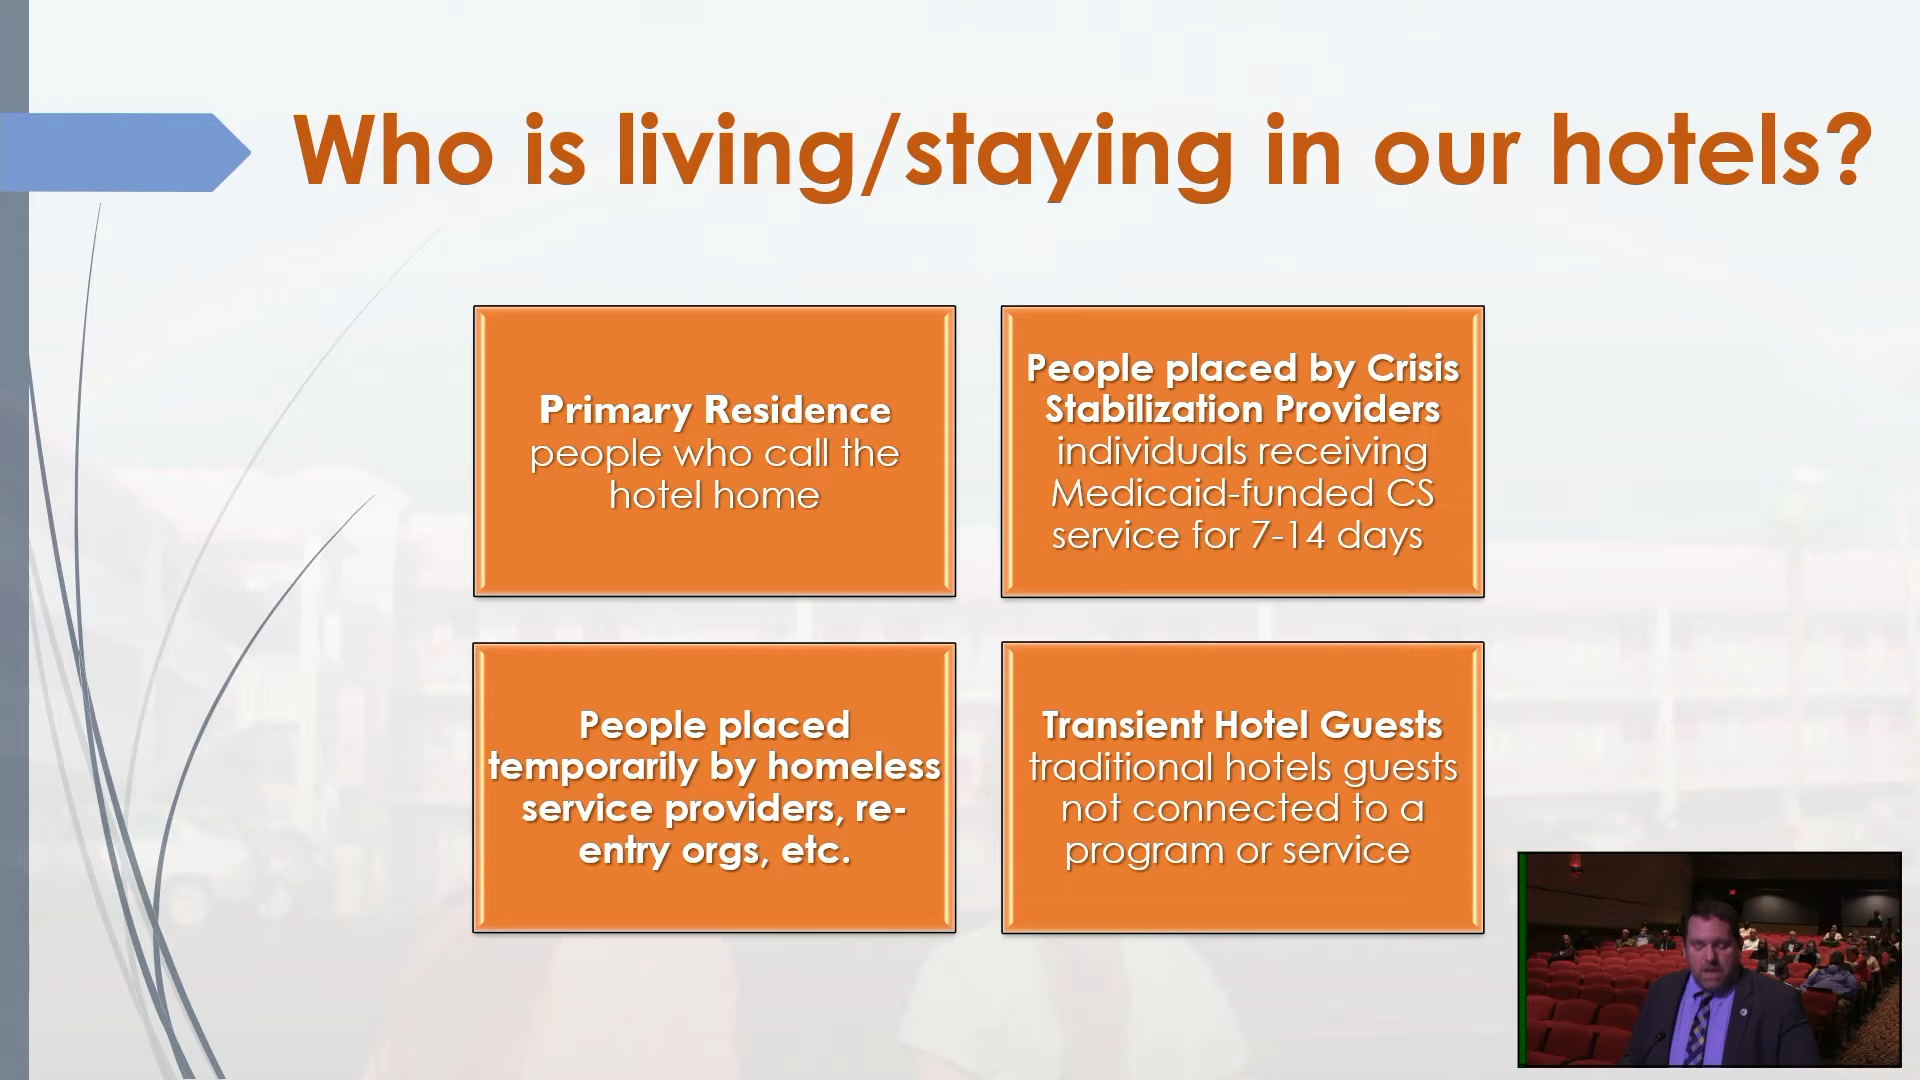 Who is living/staying in our hotels?
Primary Residence
people who call the
hotel home
People placed by Crisis
Stabilization Providers
individuals receiving
Medicaid-funded CS
service for 7-14 days
People placed
temporarily by homeless
service providers, re-
entry orgs, etc.
Transient Hotel Guests
traditional hotels guests
not connected to a
program or service